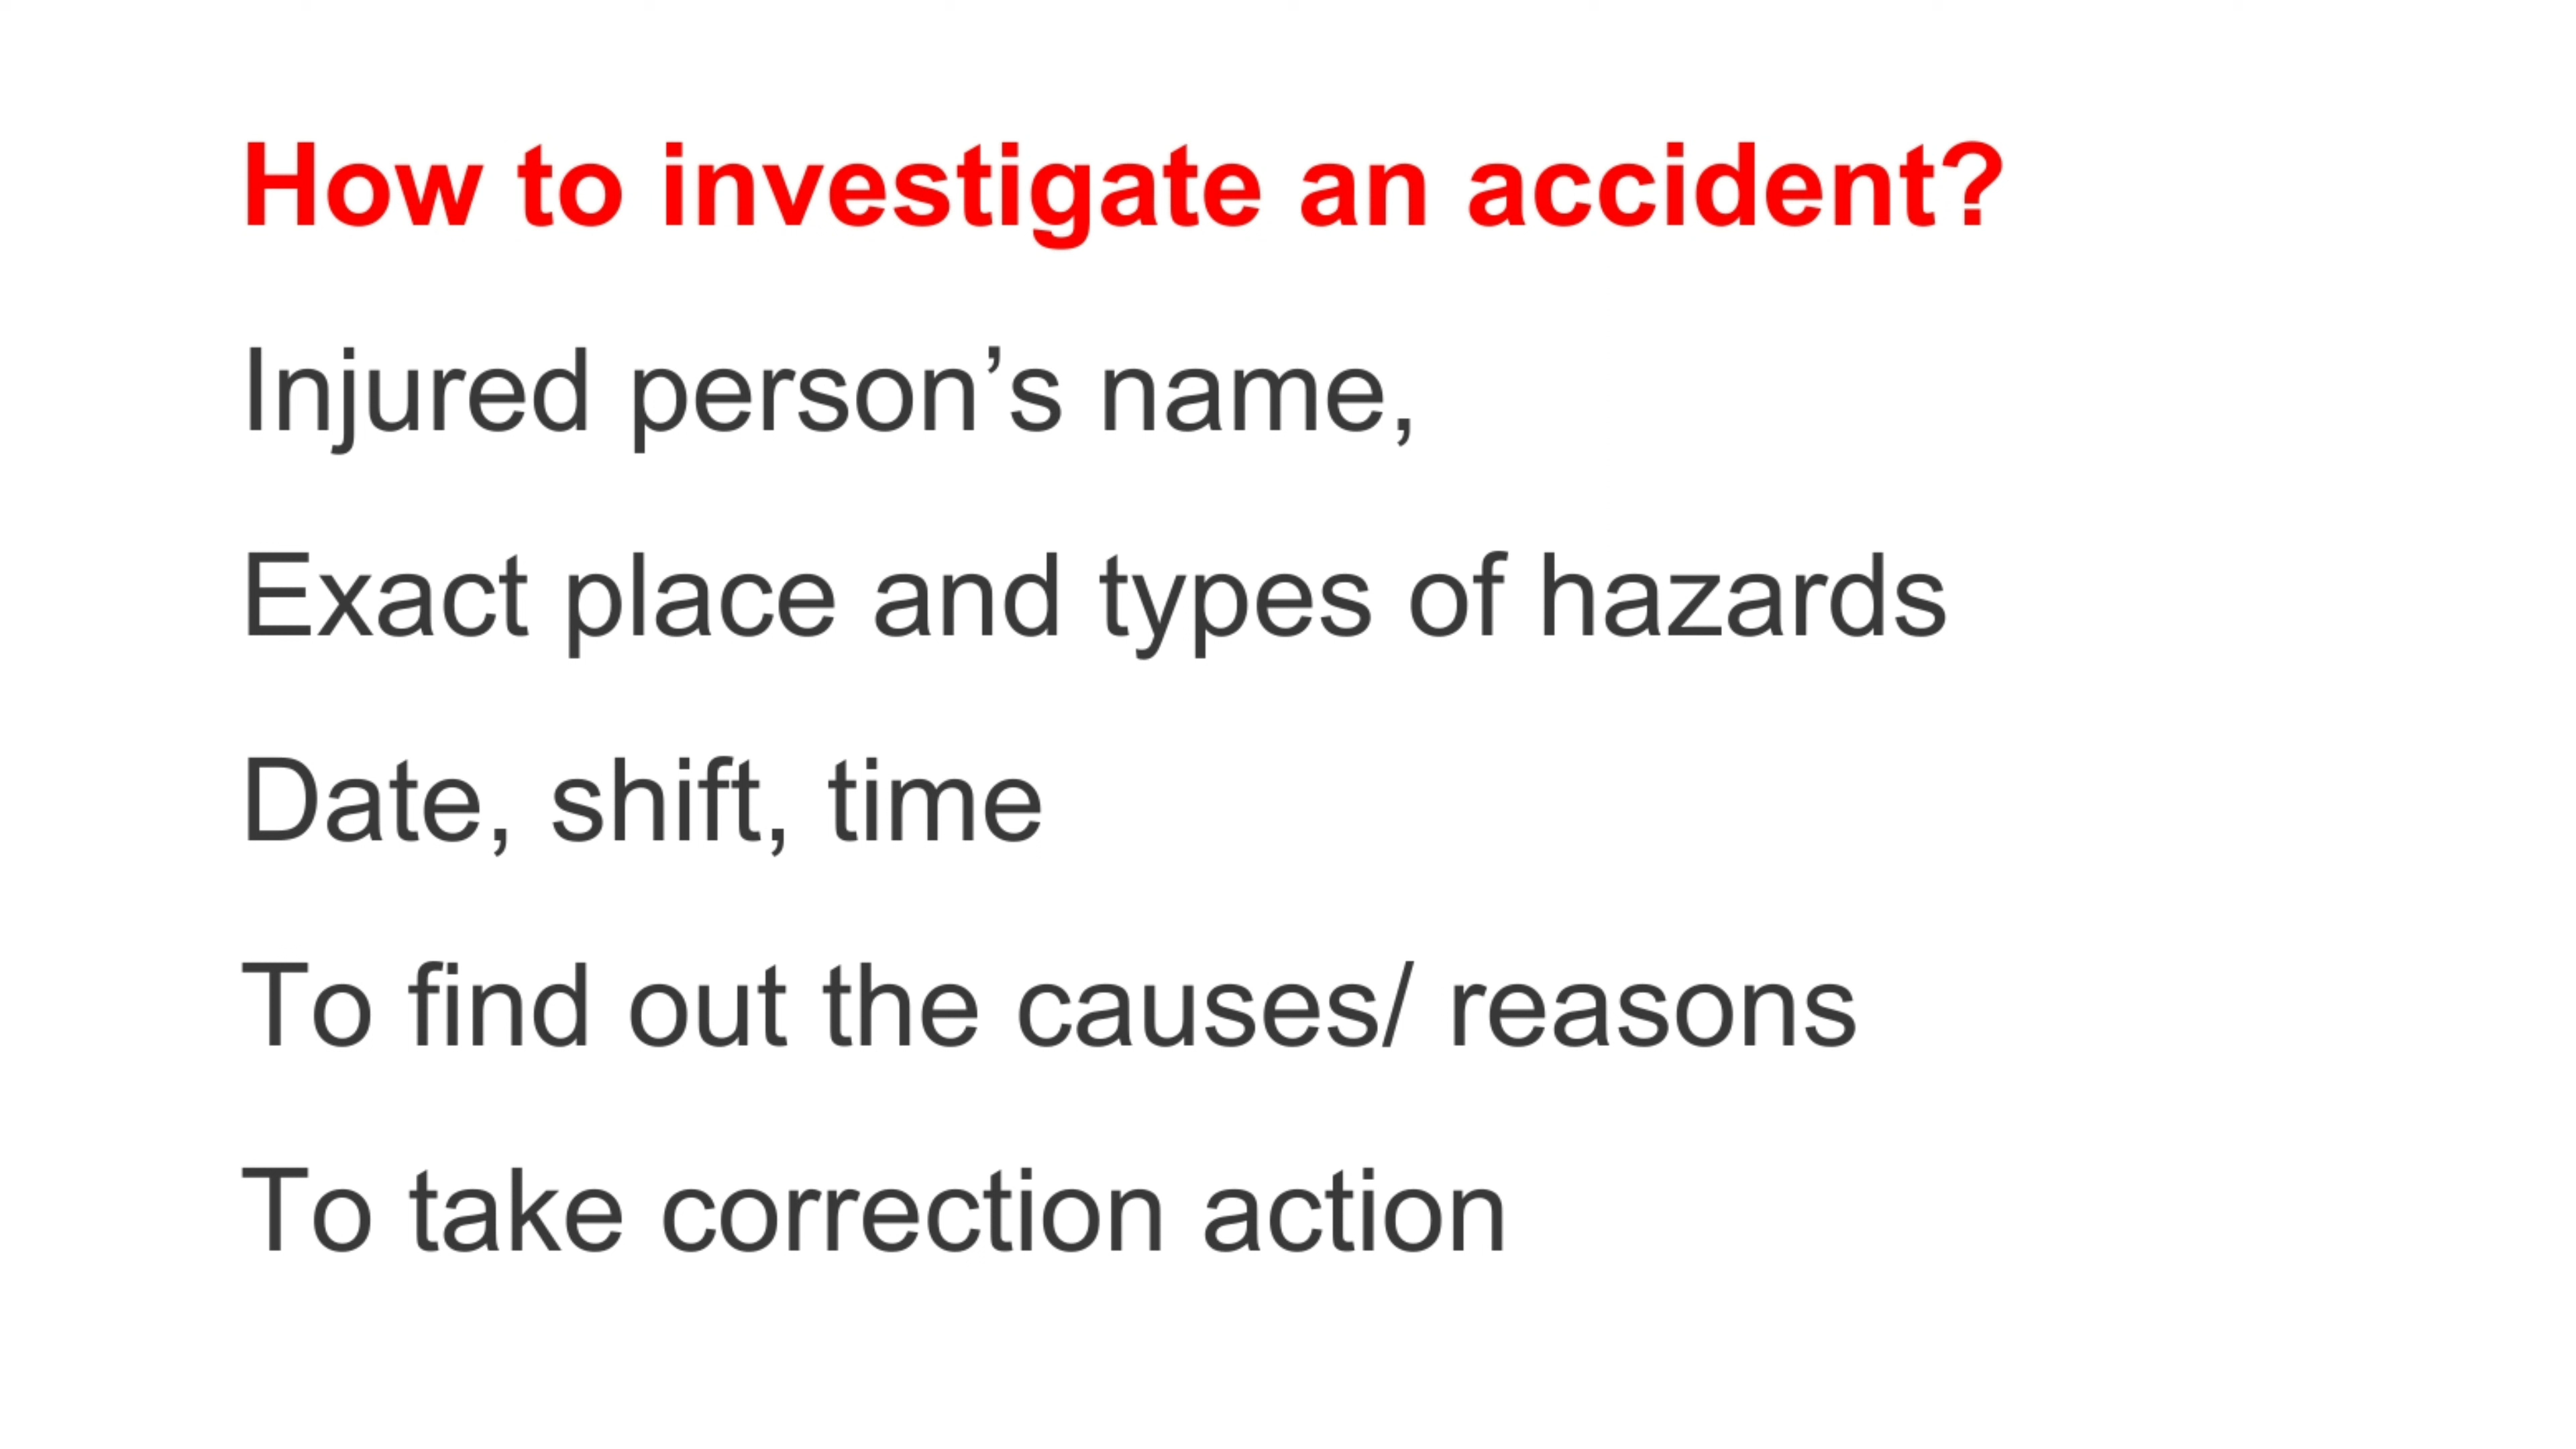 How to investigate an accident?
Injured person’s name,
Exact place and types of hazards
Date, shift, time
To find out the causes/ reasons
To take correction action